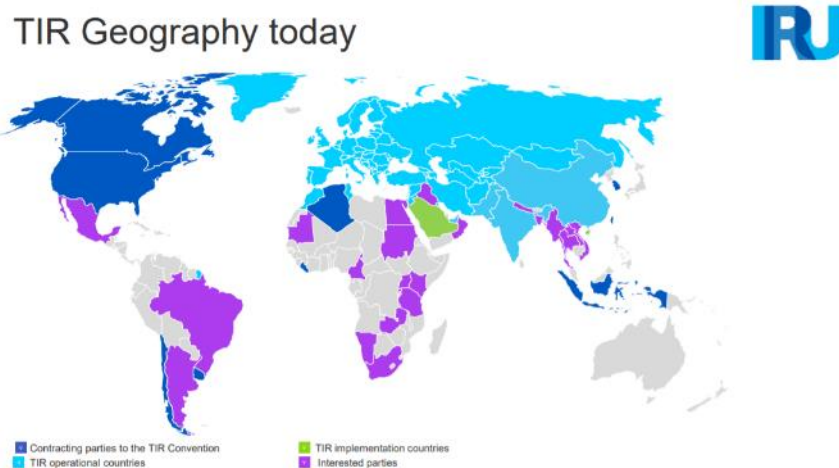 TIR Geography today
IRU
Contracting parties to the TIR Convention
TIR operational countries
TIR implementation countries
Interested parties